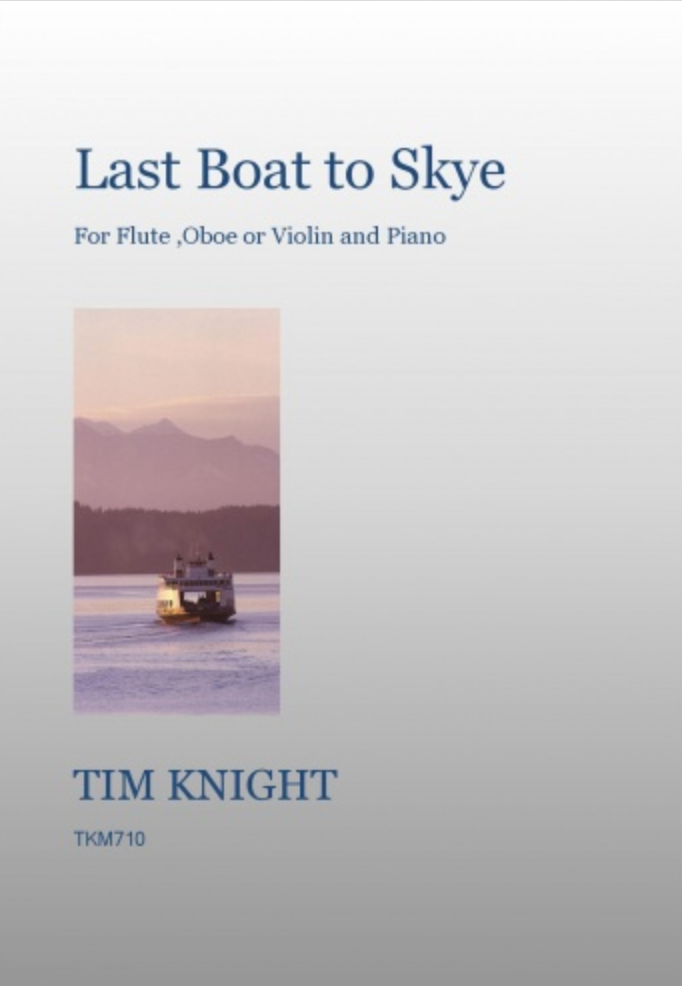 Last Boat to Skye
For Flute ,Oboe or Violin and Piano
TIM KNIGHT
TKM710